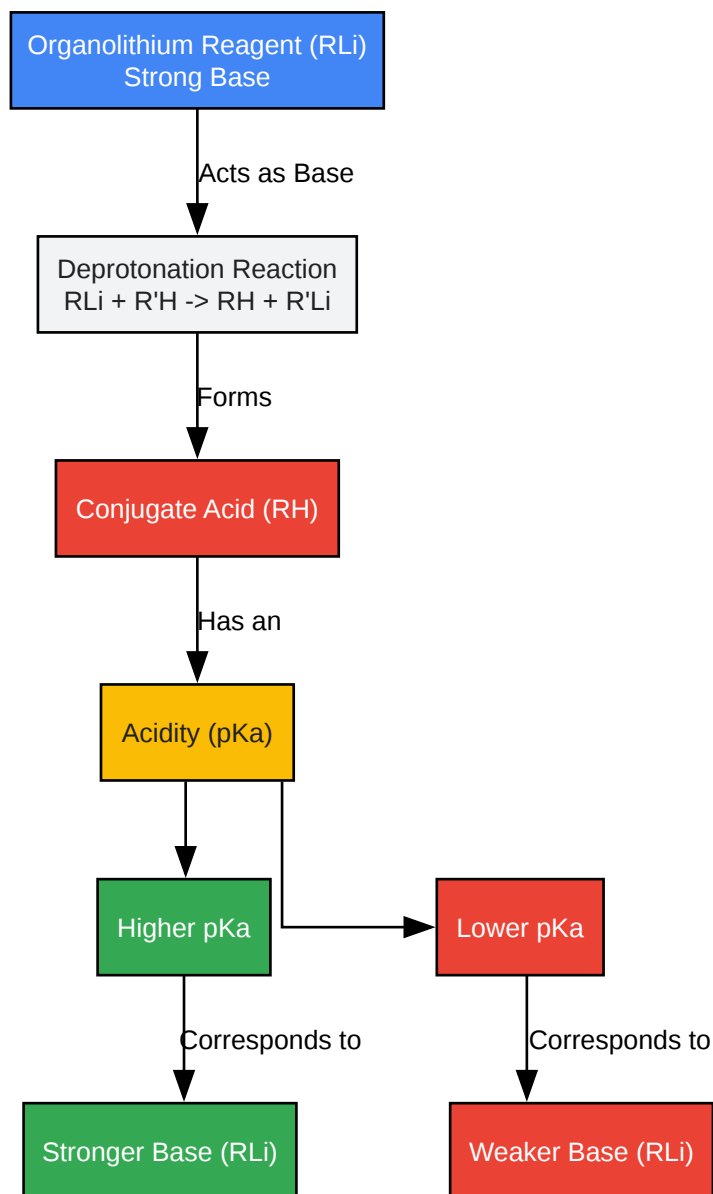 Organolithium Reagent (RLi)
Strong Base
Acts as Base
Deprotonation Reaction
RLi + R'H -> RH + R'Li
Forms
Conjugate Acid (RH)
Has an
Acidity (pKa)
Higher pKa
Lower pKa
Corresponds to
Corresponds to
Stronger Base (RLi)
Weaker Base (RLi)